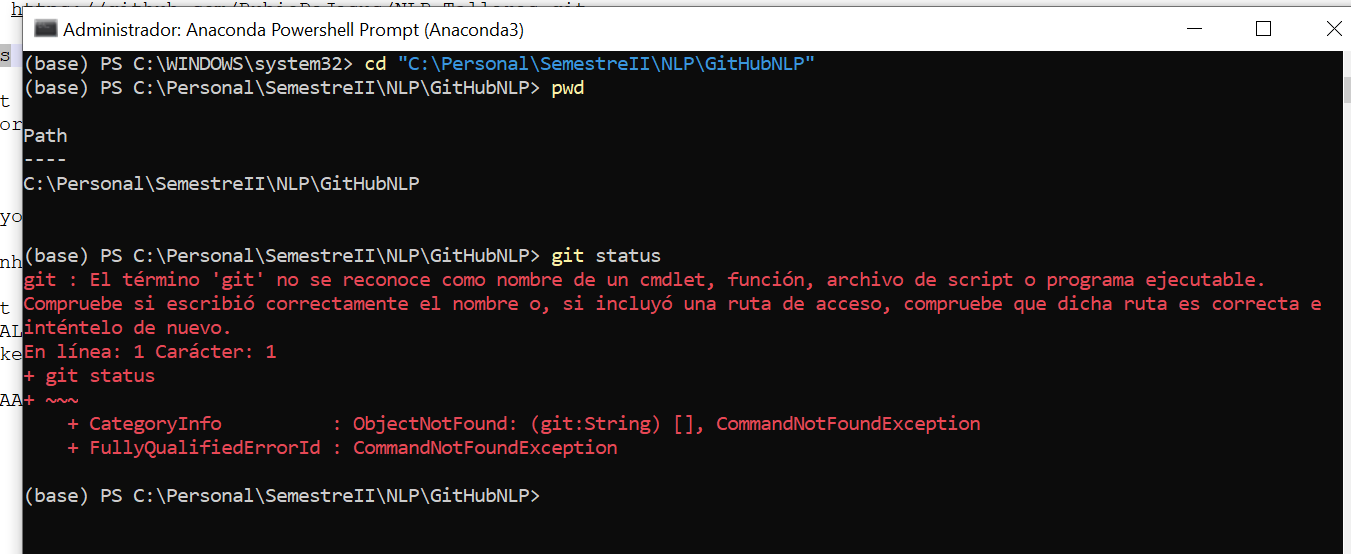 Administrador: Anaconda Powershell Prompt (Anaconda3)
(base) PS C:\WINDOWS\system32> cd "C:\Personal\SemestreII\NLP\GitHubNLP"
(base) PS C:\Personal\SemestreII\NLP\GitHubNLP> pwd
Path
----
C:\Personal\SemestreII\NLP\GitHubNLP
(base) PS C:\Personal\SemestreII\NLP\GitHubNLP> git status
git : El término 'git' no se reconoce como nombre de un cmdlet, función, archivo de script o programa ejecutable.
Compruebe si escribió correctamente el nombre o, si incluyó una ruta de acceso, compruebe que dicha ruta es correcta e
inténtelo de nuevo.
En línea: 1 Carácter: 1
+ git status
+ ~~~
    + CategoryInfo          : ObjectNotFound: (git:String) [], CommandNotFoundException
    + FullyQualifiedErrorId : CommandNotFoundException
(base) PS C:\Personal\SemestreII\NLP\GitHubNLP>